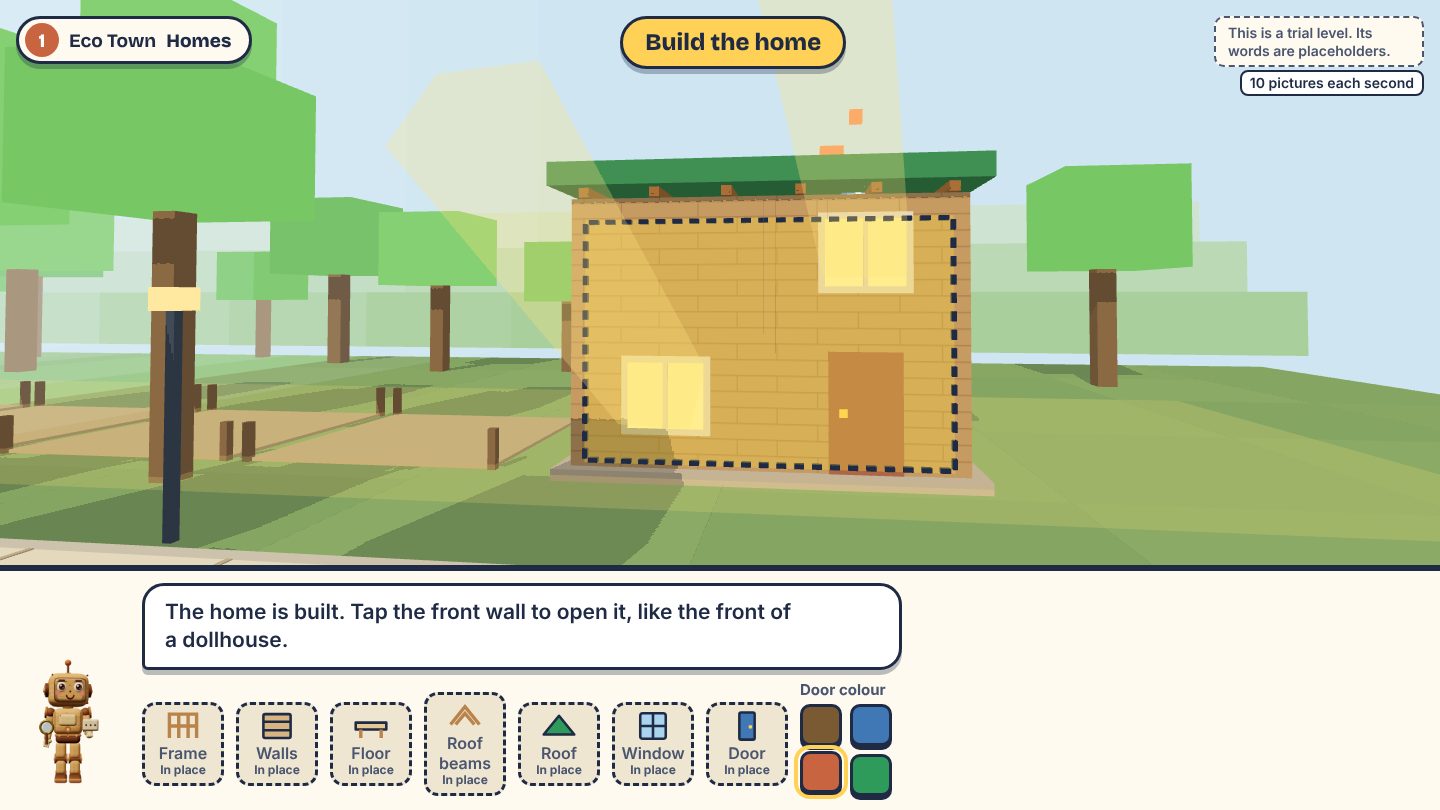 1 Eco Town Homes
Build the home
This is a trial level. Its
words are placeholders.
10 pictures each second
The home is built. Tap the front wall to open it, like the front of
a dollhouse.
Door colour
Frame
In place
Walls
In place
Floor
In place
Roof
beams
In place
Roof
In place
Window
In place
Door
In place